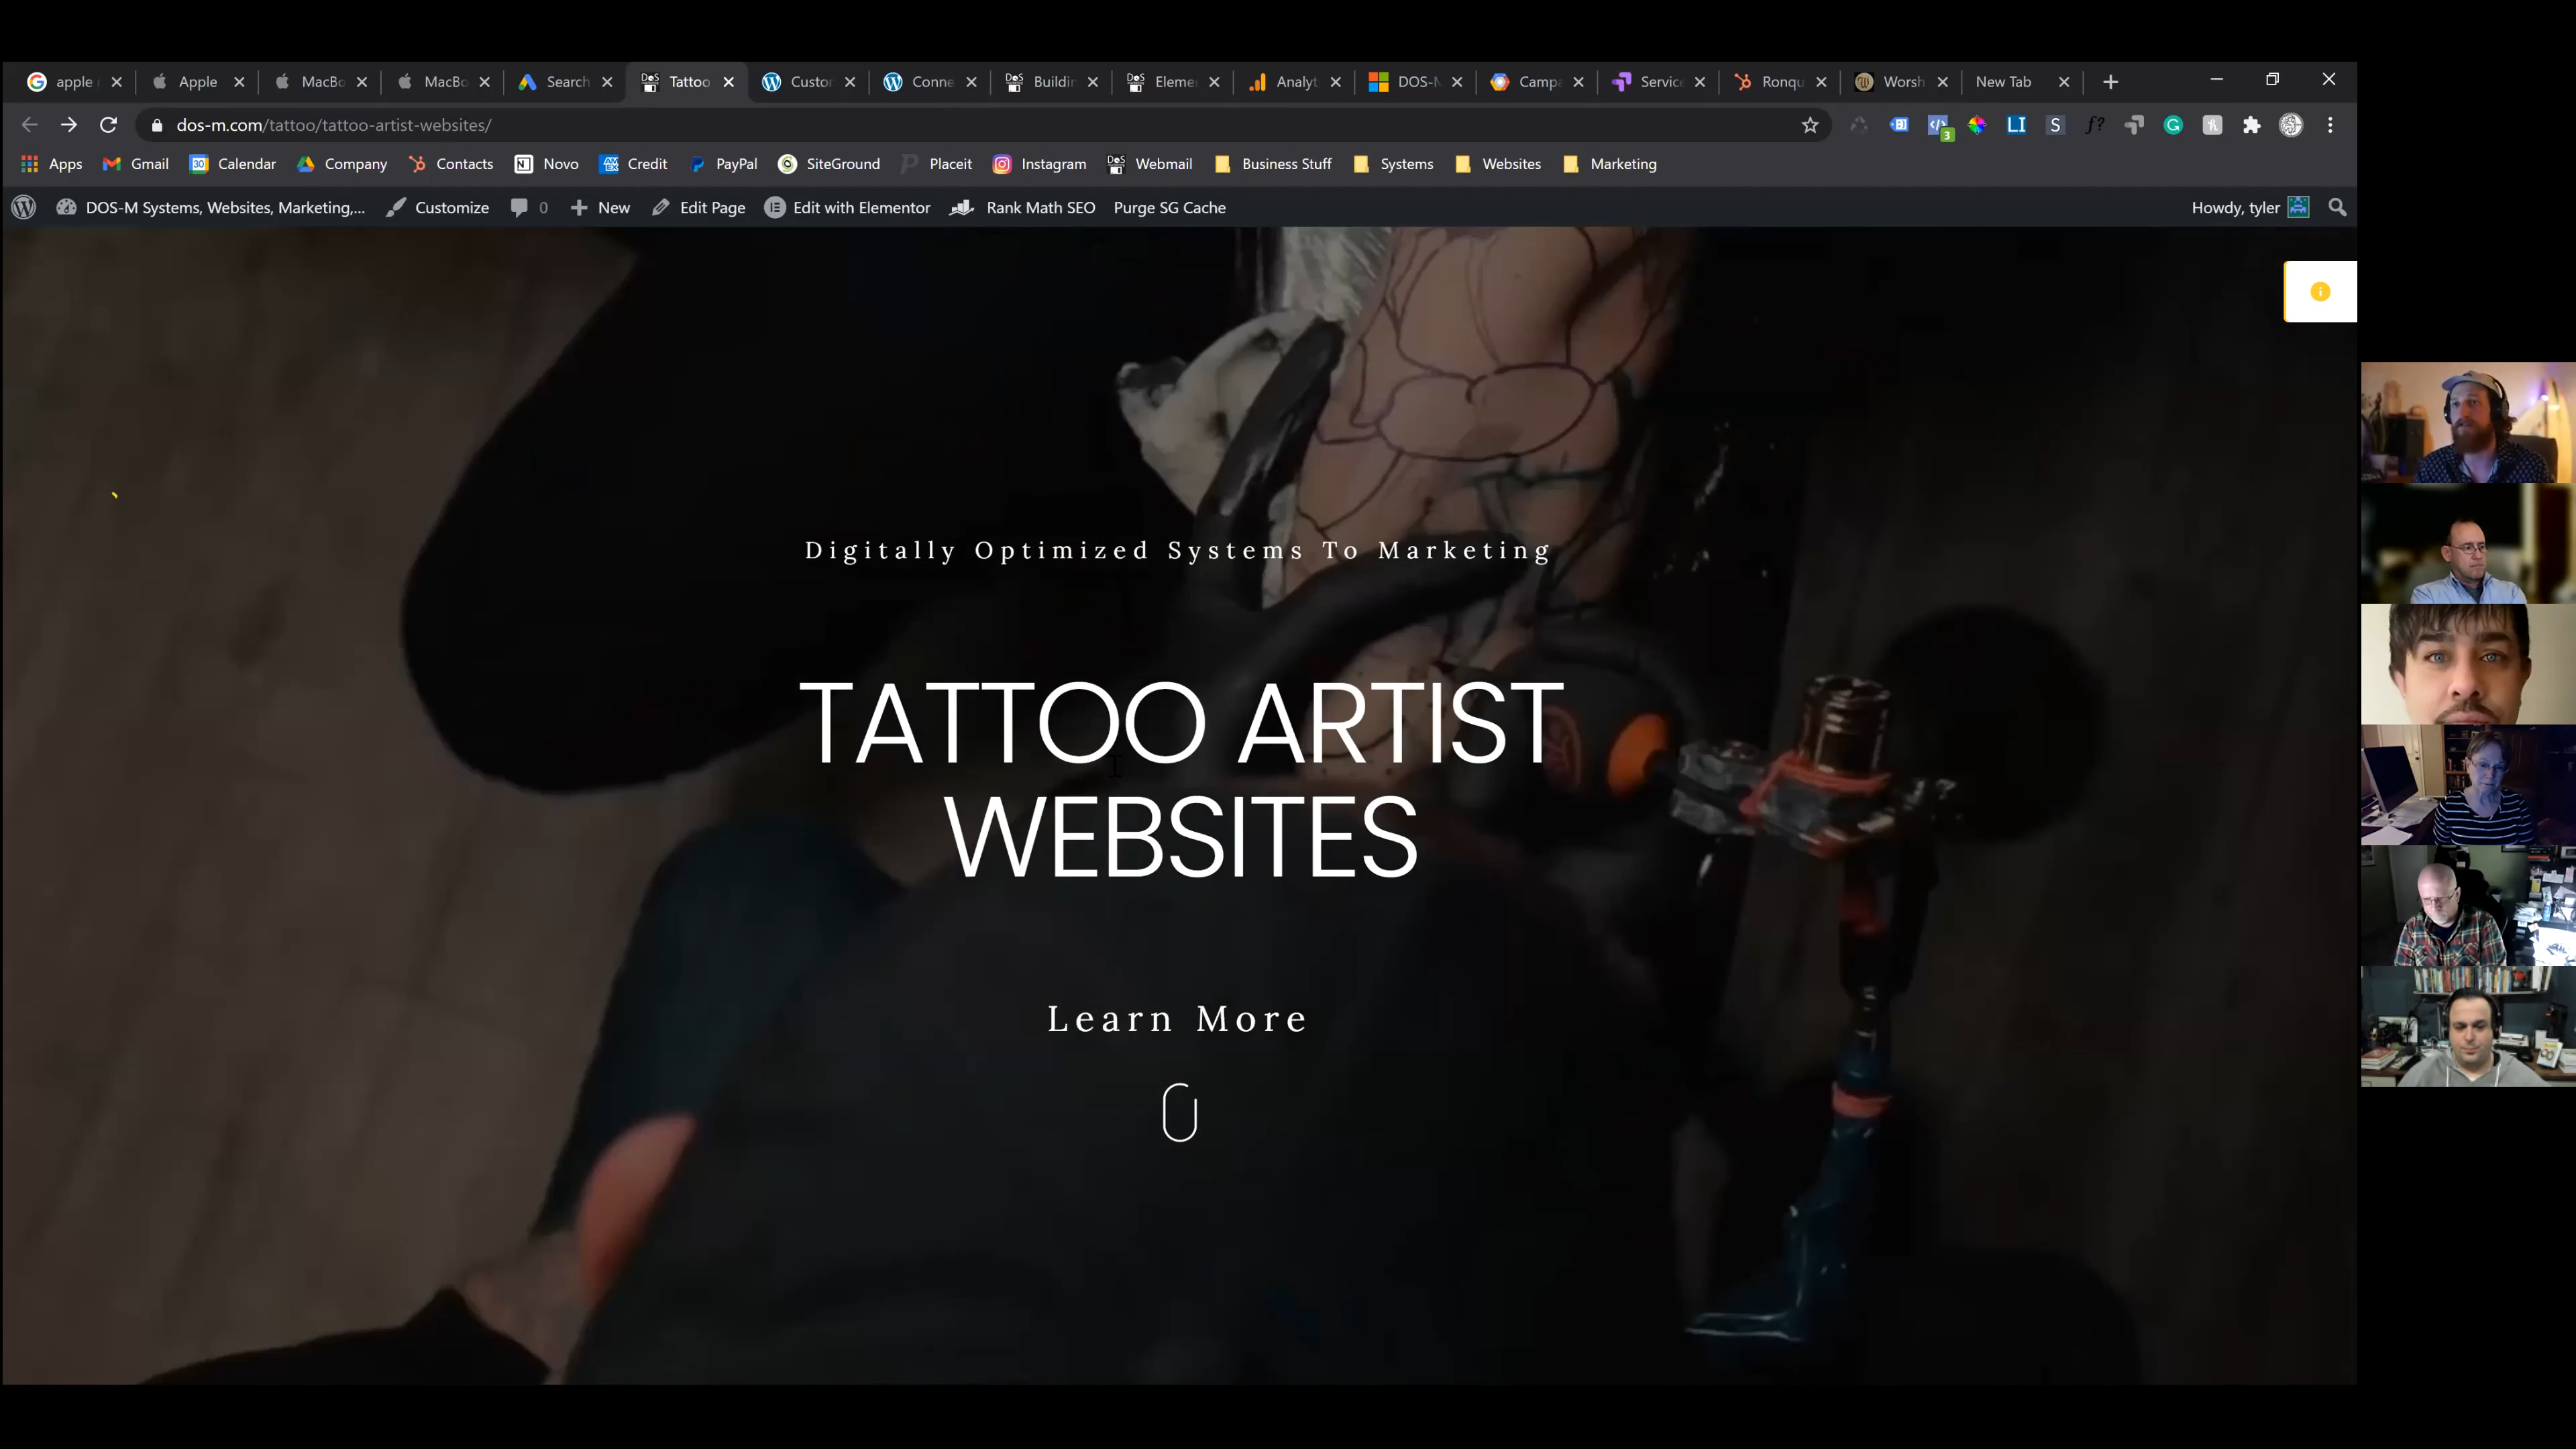 apple Apple MacBo MacBo Search Tattoo Custor Conne Buildin Elemen Analyt DOS-M Campa Service Ronqu Worsh New Tab
dos-m.com/tattoo/tattoo-artist-websites/
Apps Gmail Calendar Company Contacts Novo Credit PayPal SiteGround Placeit Instagram Webmail Business Stuff Systems Websites Marketing
DOS-M Systems, Websites, Marketing,... Customize 0 New Edit Page Edit with Elementor Rank Math SEO Purge SG Cache Howdy, tyler
Digitally Optimized Systems To Marketing
TATTOO ARTIST
WEBSITES
Learn More